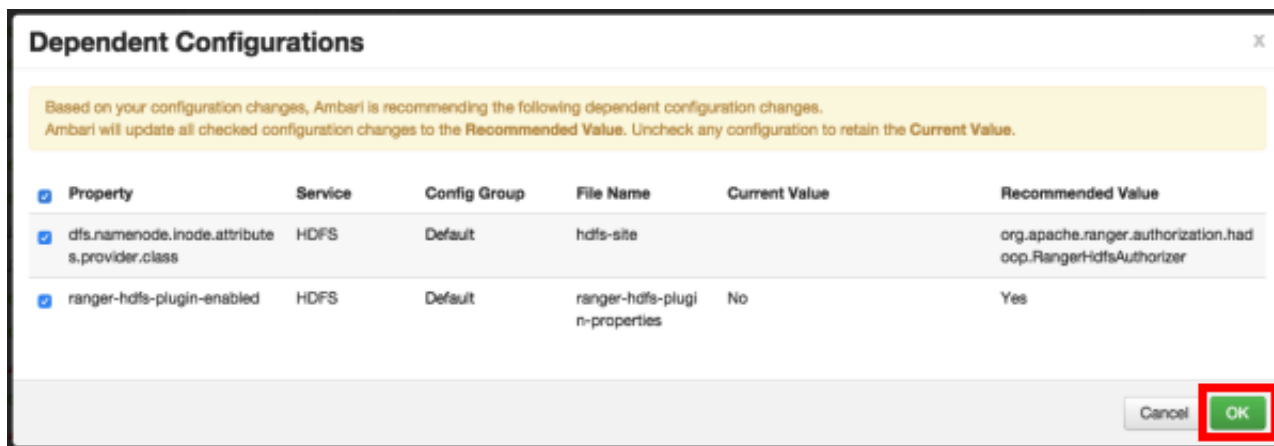 Dependent Configurations
X
Based on your configuration changes, Ambari is recommending the following dependent configuration changes.
Ambari will update all checked configuration changes to the Recommended Value. Uncheck any configuration to retain the Current Value.
Property Service Config Group File Name Current Value Recommended Value
dfs.namenode.inode.attribute HDFS Default hdfs-site org.apache.ranger.authorization.had
s.provider.class oop.RangerHdfsAuthorizer
ranger-hdfs-plugin-enabled HDFS Default ranger-hdfs-plugi No Yes
n-properties
Cancel OK